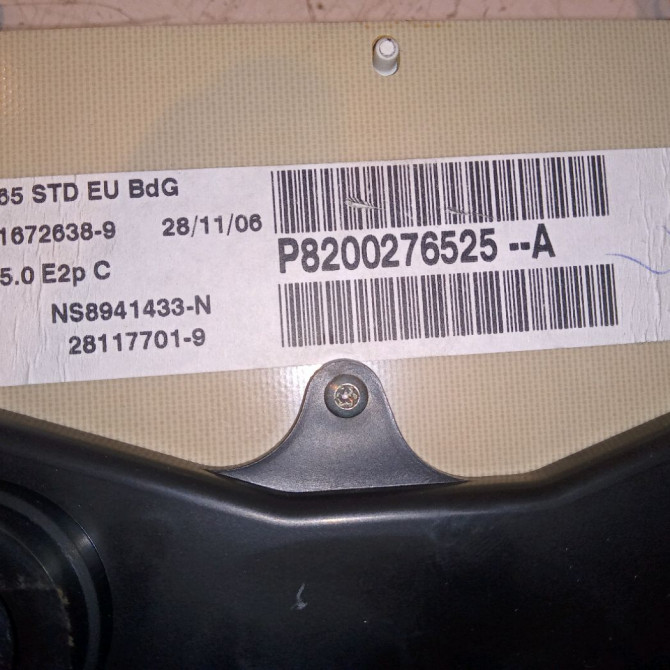 65 STD EU BdG
1672638-9 28/11/06
P8200276525 --A
5.0 E2p C
NS8941433-N
28117701-9